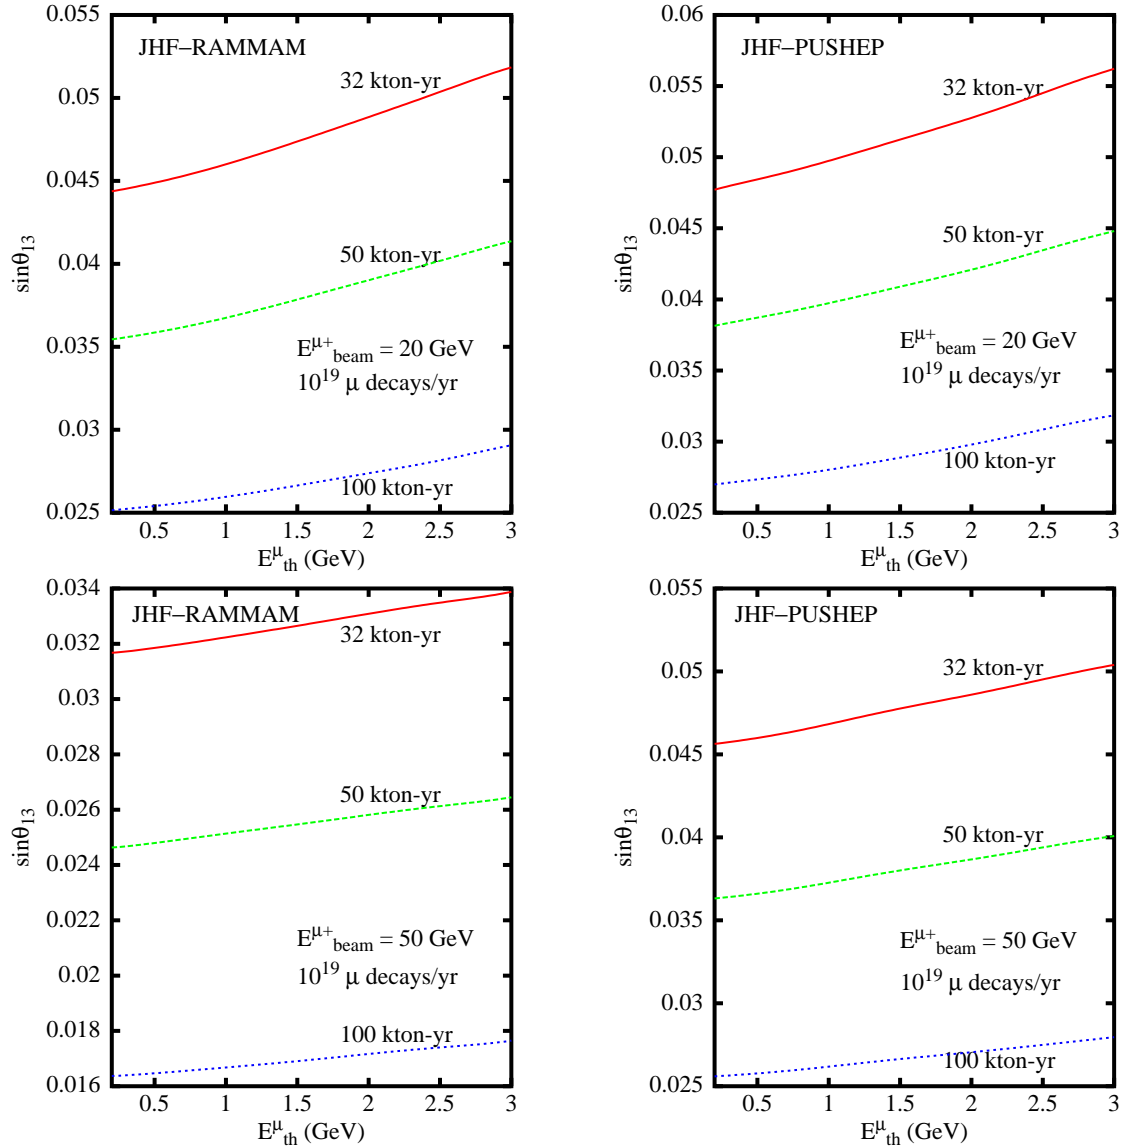 JHF–RAMMAM
32 kton-yr
50 kton-yr
E^μ+_beam = 20 GeV
10^19 μ decays/yr
100 kton-yr
0.055
0.05
0.045
0.04
0.035
0.03
0.025
sinθ_13
0.5 1 1.5 2 2.5 3
E^μ_th (GeV)
JHF–PUSHEP
32 kton-yr
50 kton-yr
E^μ+_beam = 20 GeV
10^19 μ decays/yr
100 kton-yr
0.06
0.055
0.05
0.045
0.04
0.035
0.03
0.025
sinθ_13
0.5 1 1.5 2 2.5 3
E^μ_th (GeV)
JHF–RAMMAM
32 kton-yr
50 kton-yr
E^μ+_beam = 50 GeV
10^19 μ decays/yr
100 kton-yr
0.034
0.032
0.03
0.028
0.026
0.024
0.022
0.02
0.018
0.016
sinθ_13
0.5 1 1.5 2 2.5 3
E^μ_th (GeV)
JHF–PUSHEP
32 kton-yr
50 kton-yr
E^μ+_beam = 50 GeV
10^19 μ decays/yr
100 kton-yr
0.055
0.05
0.045
0.04
0.035
0.03
0.025
sinθ_13
0.5 1 1.5 2 2.5 3
E^μ_th (GeV)